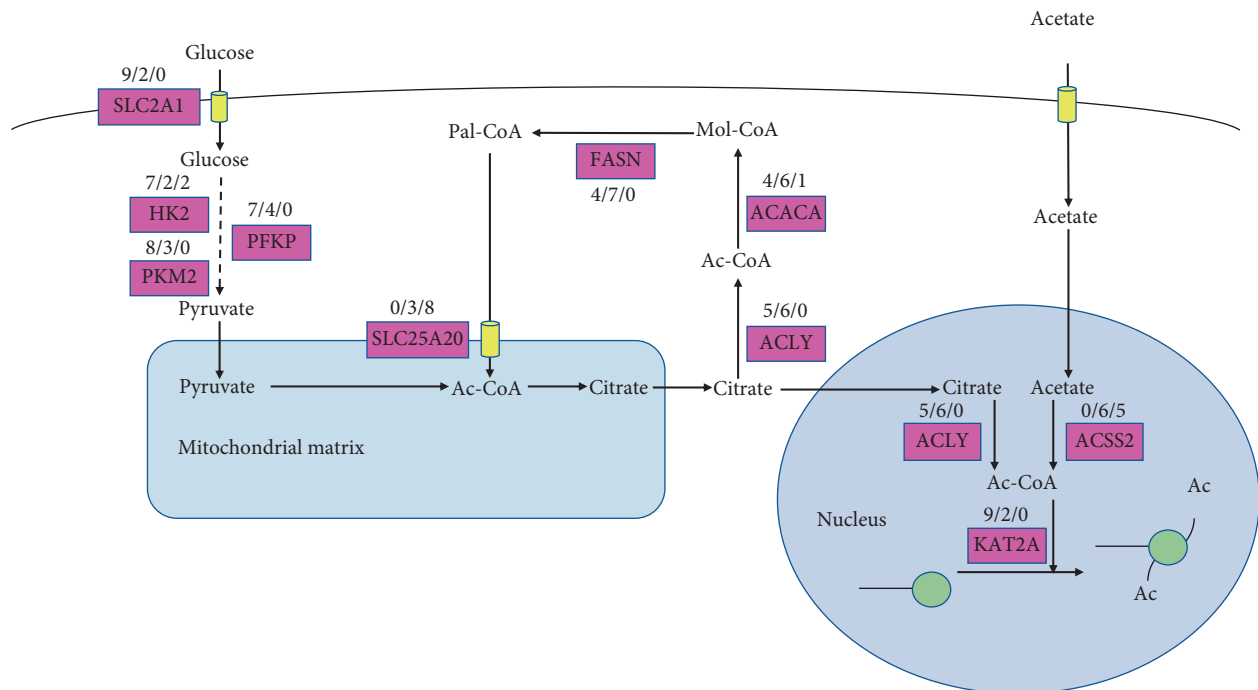 Glucose
Acetate
9/2/0
SLC2A1
Glucose
Pal-CoA
Mol-CoA
FASN
4/7/0
7/2/2
HK2
7/4/0
PFKP
8/3/0
PKM2
4/6/1
ACACA
Acetate
Ac-CoA
Pyruvate
0/3/8
SLC25A20
5/6/0
ACLY
Pyruvate
Ac-CoA
Citrate
Citrate
Citrate
Acetate
Mitochondrial matrix
5/6/0
ACLY
0/6/5
ACSS2
Ac-CoA
Ac
Nucleus
9/2/0
KAT2A
Ac